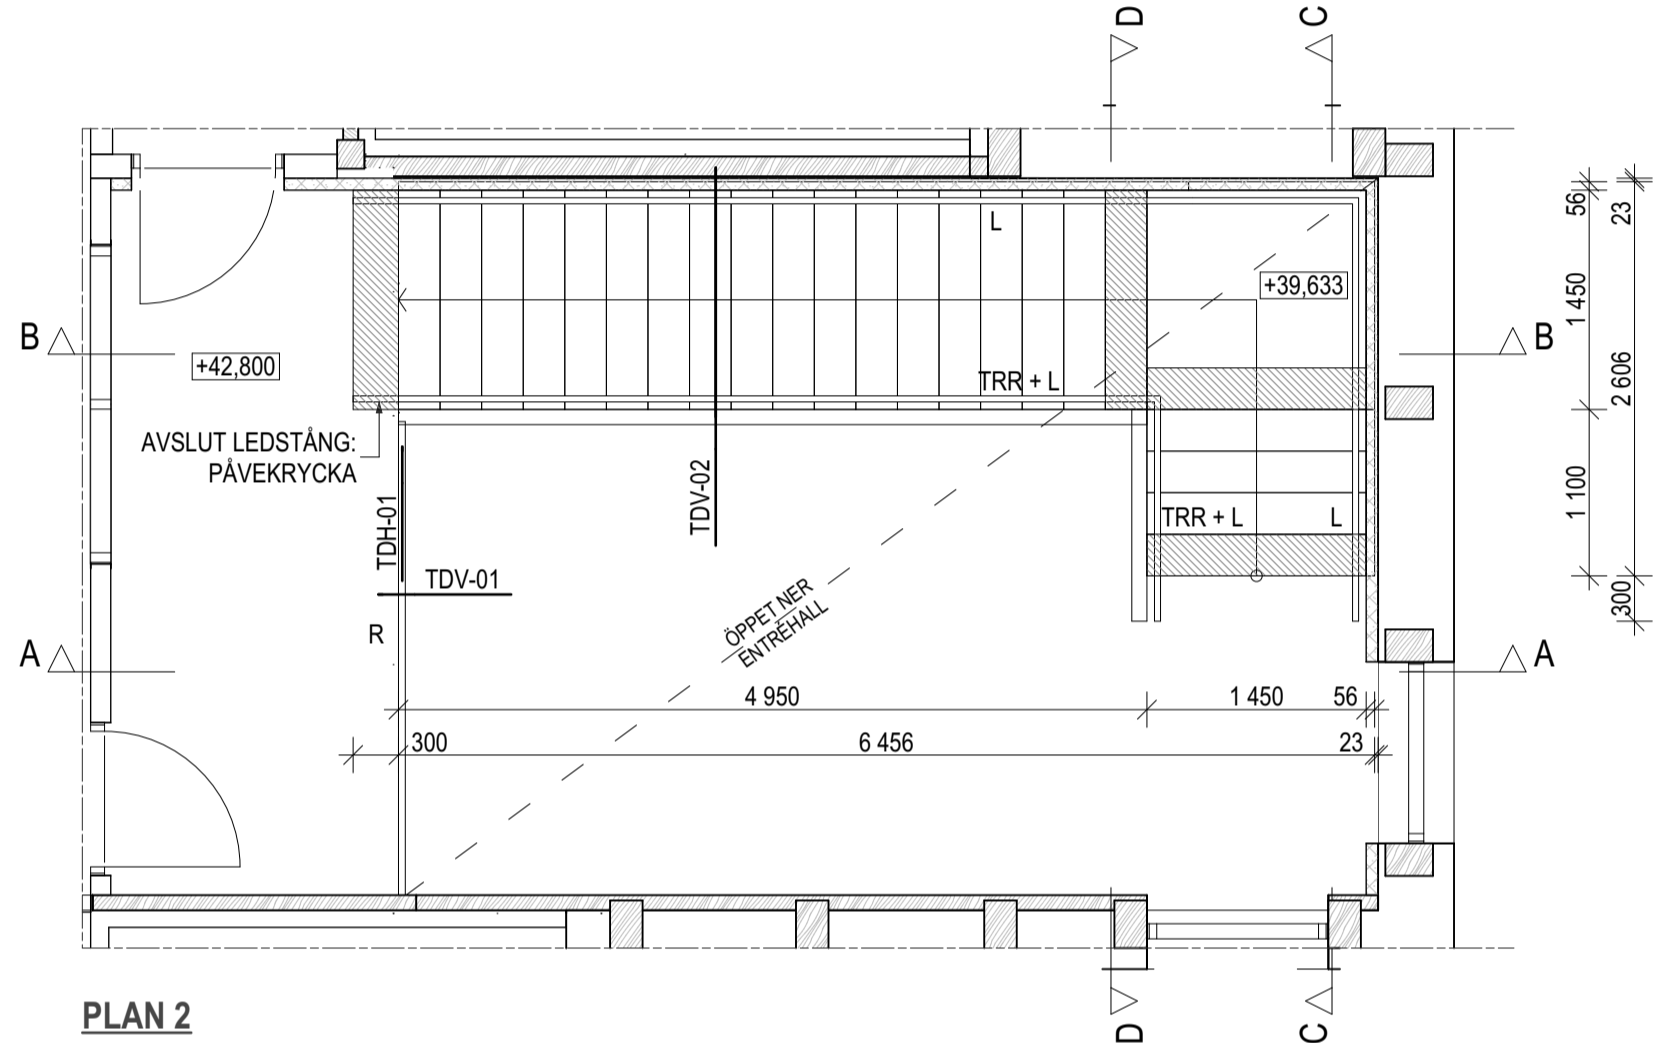 D
C
L
+39,633
56
23
1 450
B
B
+42,800
TRR + L
2 606
AVSLUT LEDSTÅNG:
PÅVEKRYCKA
TDV-02
1 100
TDH-01
TRR + L
L
TDV-01
ÖPPET NER
ENTRÉHALL
300
R
A
A
4 950
1 450
56
300
6 456
23
PLAN 2
D
C